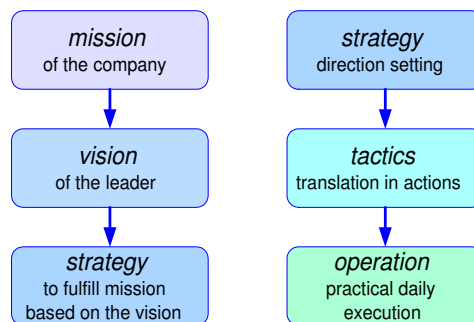 mission
of the company
vision
of the leader
strategy
to fulfill mission
based on the vision
strategy
direction setting
tactics
translation in actions
operation
practical daily
execution